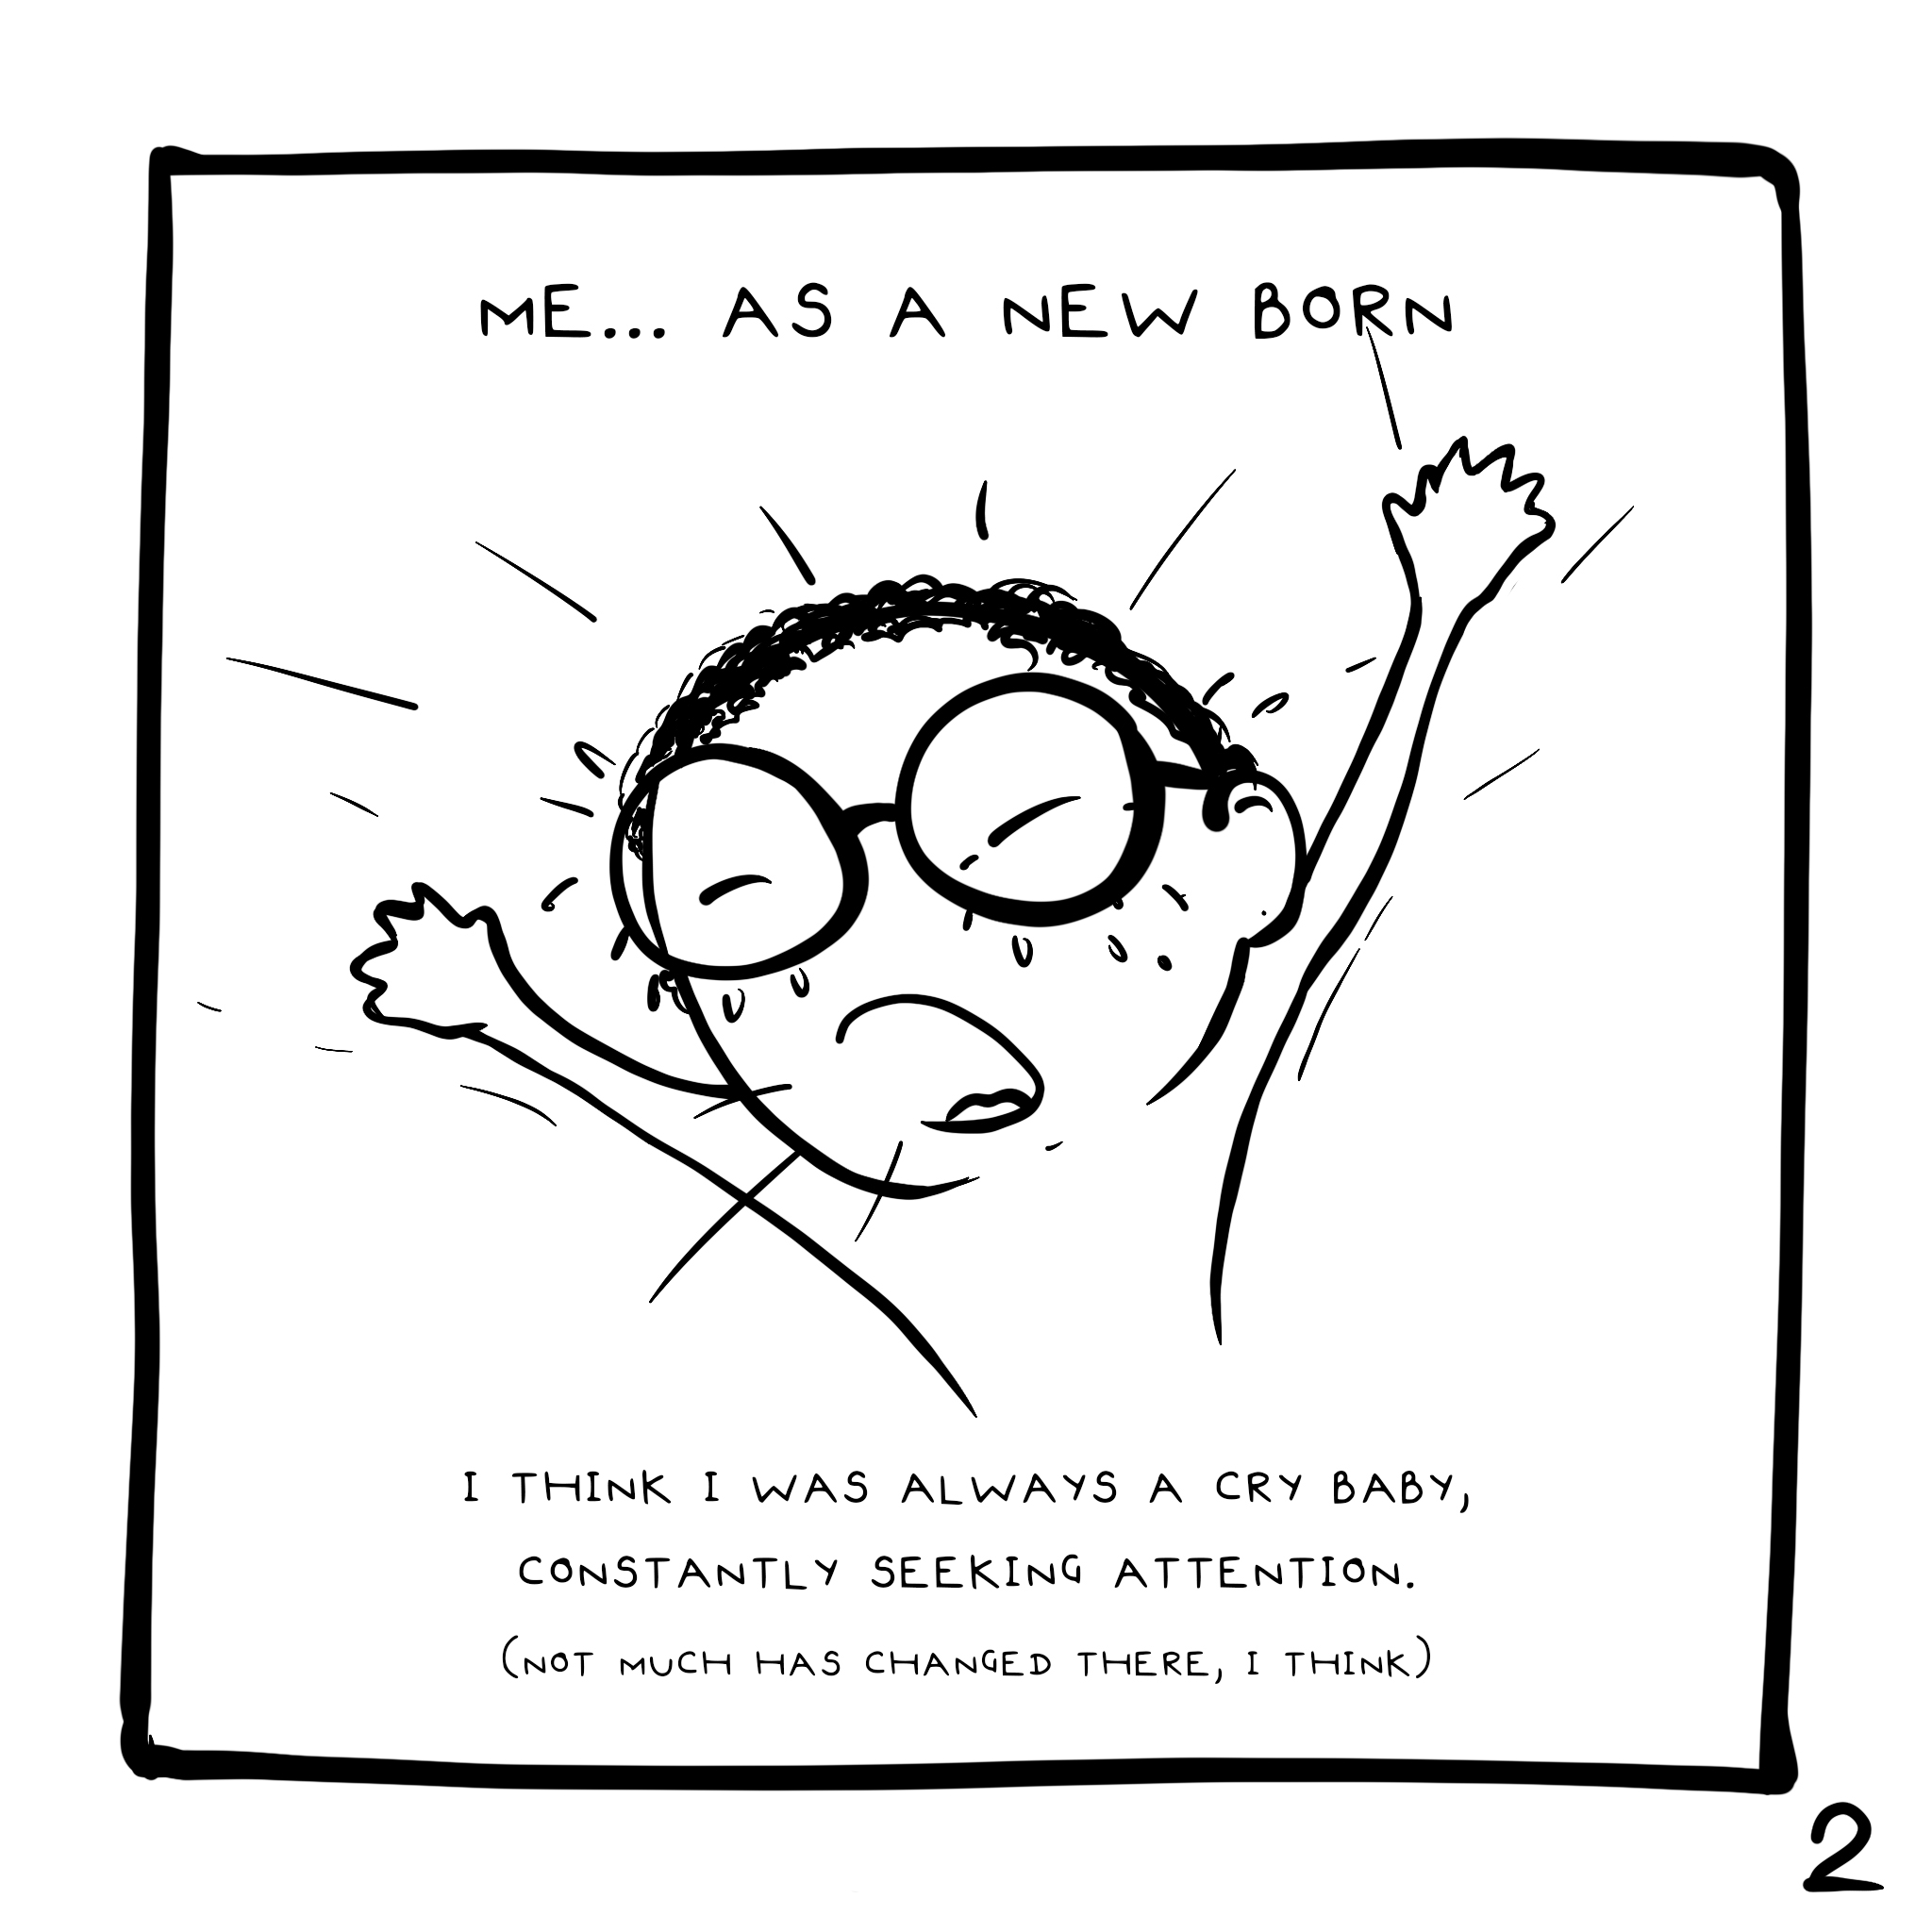 ME... AS A NEW BORN
I THINK I WAS ALWAYS A CRY BABY,
CONSTANTLY SEEKING ATTENTION.
(NOT MUCH HAS CHANGED THERE, I THINK)
2